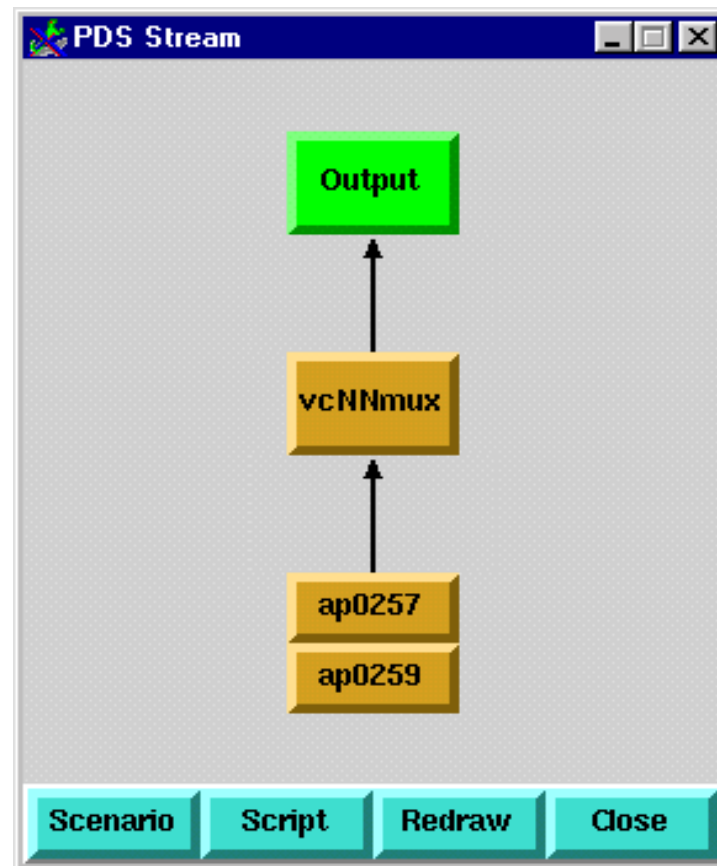 PDS Stream
Output
vcNNmux
ap0257
ap0259
Scenario Script Redraw Close